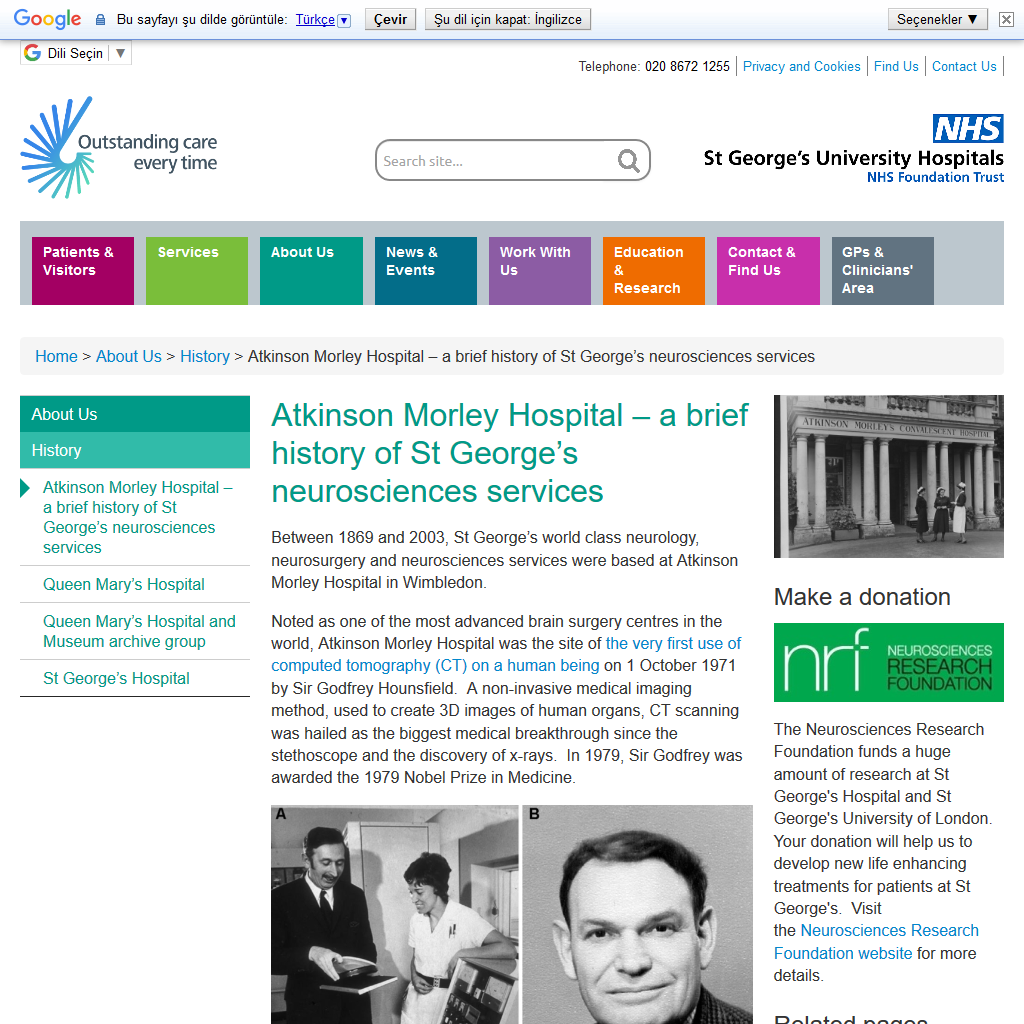 Google Bu sayfayı şu dilde görüntüle: Türkçe ▼ Çevir Şu dil için kapat: İngilizce Seçenekler ▼
G Dili Seçin ▼
Telephone: 020 8672 1255 Privacy and Cookies Find Us Contact Us
Outstanding care
every time
Search site...
NHS
St George's University Hospitals
NHS Foundation Trust
Patients &
Visitors
Services
About Us
News &
Events
Work With
Us
Education
&
Research
Contact &
Find Us
GPs &
Clinicians'
Area
Home > About Us > History > Atkinson Morley Hospital – a brief history of St George’s neurosciences services
About Us
History
Atkinson Morley Hospital –
a brief history of St
George’s neurosciences
services
Queen Mary’s Hospital
Queen Mary’s Hospital and
Museum archive group
St George’s Hospital
Atkinson Morley Hospital – a brief
history of St George’s
neurosciences services
Between 1869 and 2003, St George’s world class neurology,
neurosurgery and neurosciences services were based at Atkinson
Morley Hospital in Wimbledon.
Noted as one of the most advanced brain surgery centres in the
world, Atkinson Morley Hospital was the site of the very first use of
computed tomography (CT) on a human being on 1 October 1971
by Sir Godfrey Hounsfield. A non-invasive medical imaging
method, used to create 3D images of human organs, CT scanning
was hailed as the biggest medical breakthrough since the
stethoscope and the discovery of x-rays. In 1979, Sir Godfrey was
awarded the 1979 Nobel Prize in Medicine.
A
B
ATKINSON MORLEY'S CONVALESCENT HOSPITAL
Make a donation
nrf NEUROSCIENCES
RESEARCH
FOUNDATION
The Neurosciences Research
Foundation funds a huge
amount of research at St
George's Hospital and St
George's University of London.
Your donation will help us to
develop new life enhancing
treatments for patients at St
George's. Visit
the Neurosciences Research
Foundation website for more
details.
Related pages